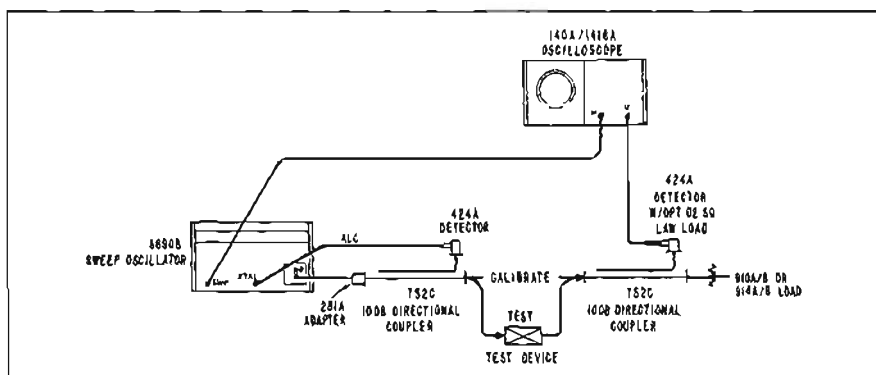 140A/1416A
OSCILLOSCOPE
424A
DETECTOR
W/OPT 02 SQ
LAW LOAD
424A
DETECTOR
8690B
SWEEP OSCILLATOR
ALC
281A
ADAPTER
752C
10DB DIRECTIONAL
COUPLER
CALIBRATE
TEST
TEST DEVICE
752C
10DB DIRECTIONAL
COUPLER
910A/B OR
914A/B LOAD